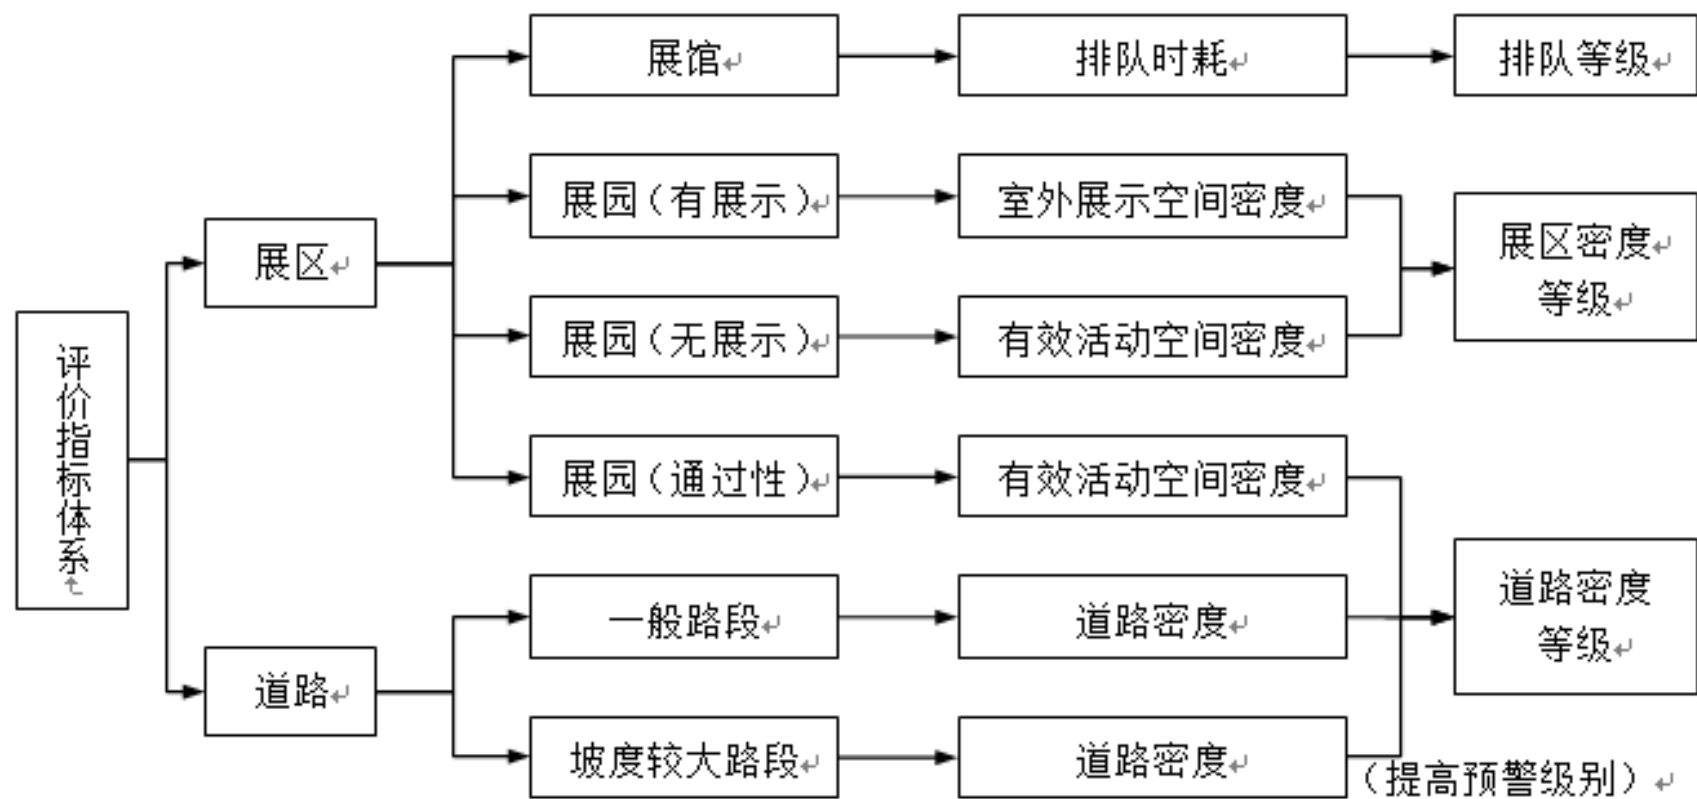 展馆
排队时耗
排队等级
展园（有展示）
室外展示空间密度
展区密度
等级
展区
展园（无展示）
有效活动空间密度
评价指标体系
展园（通过性）
有效活动空间密度
一般路段
道路密度
道路密度
等级
道路
坡度较大路段
道路密度
（提高预警级别）